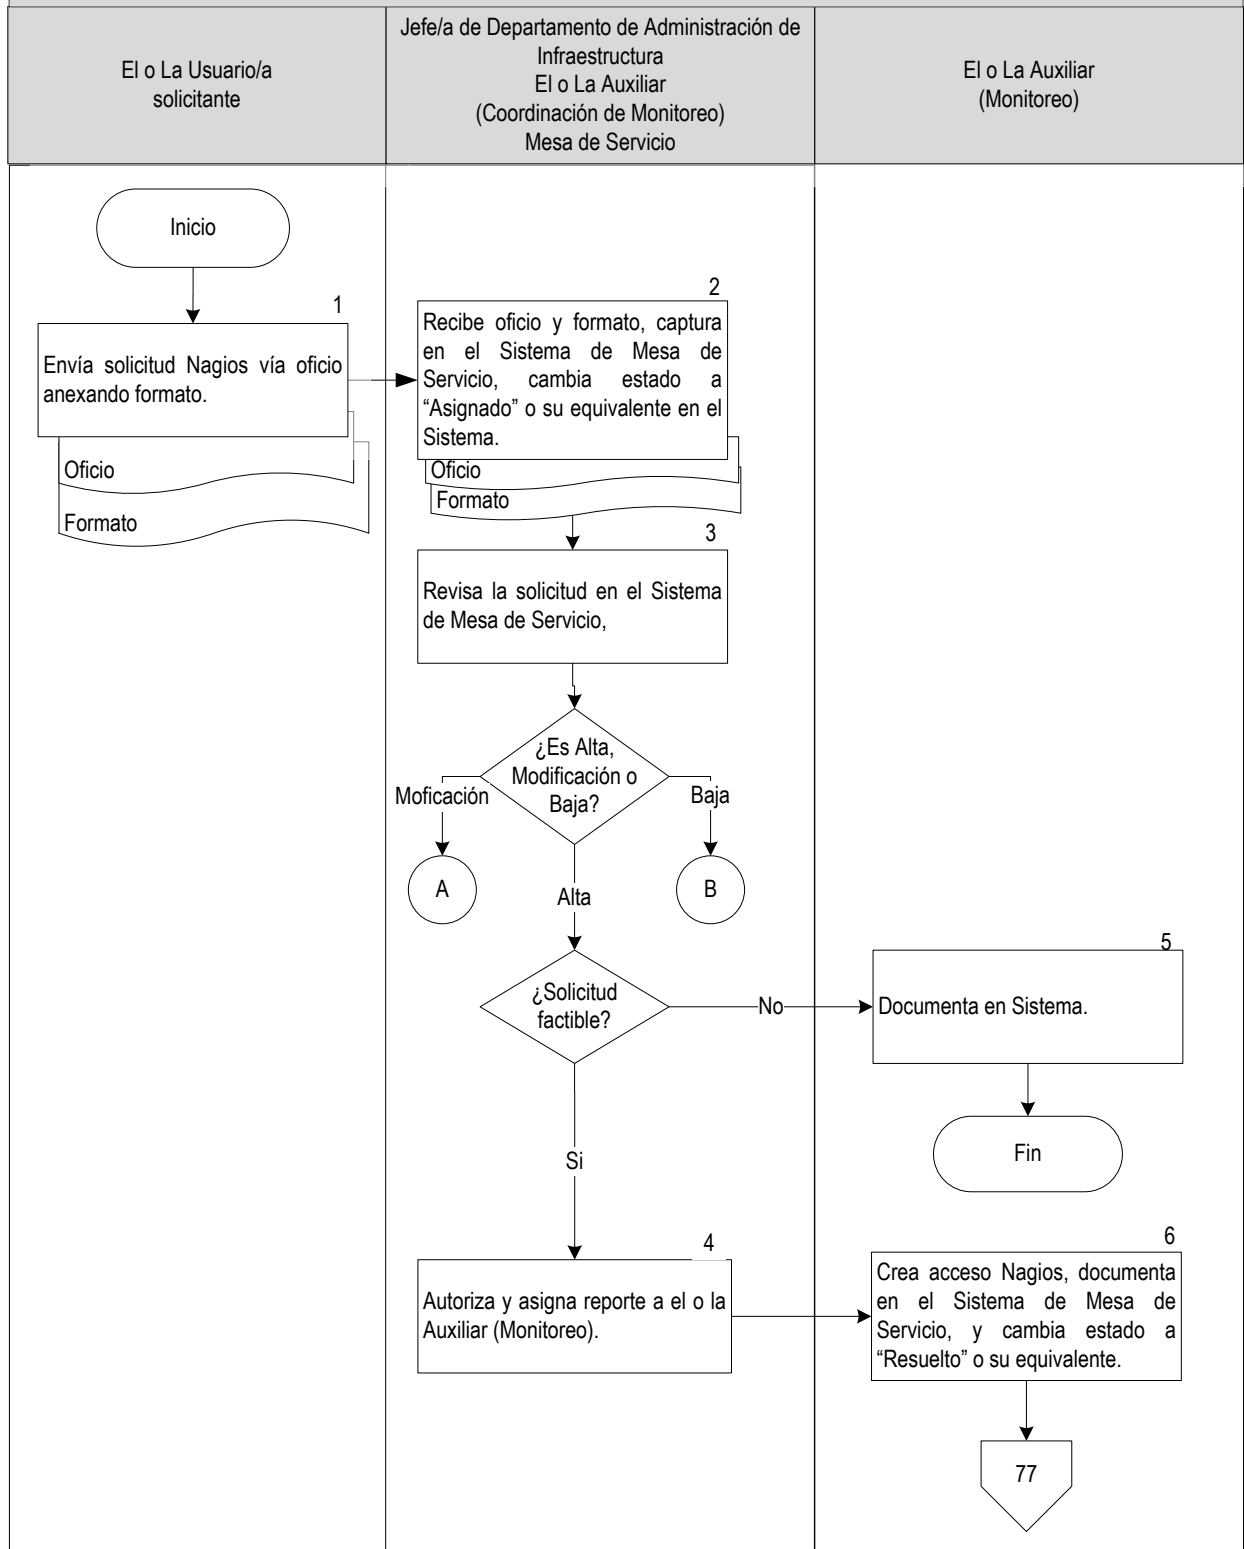 El o La Usuario/a
solicitante
Jefe/a de Departamento de Administración de
Infraestructura
El o La Auxiliar
(Coordinación de Monitoreo)
Mesa de Servicio
El o La Auxiliar
(Monitoreo)
Inicio
1
Envía solicitud Nagios vía oficio
anexando formato.
Oficio
Formato
2
Recibe oficio y formato, captura
en el Sistema de Mesa de
Servicio, cambia estado a
“Asignado” o su equivalente en el
Sistema.
Oficio
Formato
3
Revisa la solicitud en el Sistema
de Mesa de Servicio,
¿Es Alta,
Modificación o
Baja?
Moficación
Baja
A
B
Alta
¿Solicitud
factible?
No
5
Documenta en Sistema.
Fin
Si
4
Autoriza y asigna reporte a el o la
Auxiliar (Monitoreo).
6
Crea acceso Nagios, documenta
en el Sistema de Mesa de
Servicio, y cambia estado a
“Resuelto” o su equivalente.
77